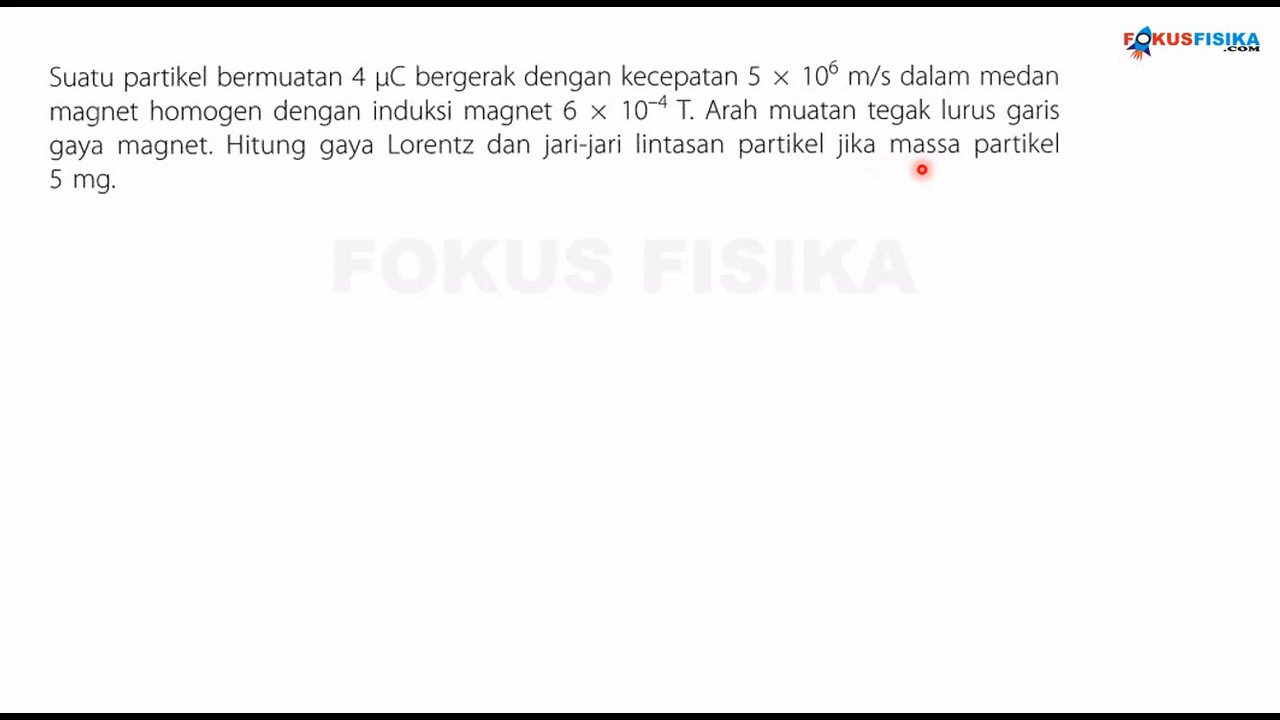 FOKUSFISIKA
.COM
Suatu partikel bermuatan 4 μC bergerak dengan kecepatan 5 × 10⁶ m/s dalam medan
magnet homogen dengan induksi magnet 6 × 10⁻⁴ T. Arah muatan tegak lurus garis
gaya magnet. Hitung gaya Lorentz dan jari-jari lintasan partikel jika massa partikel
5 mg.
FOKUS FISIKA